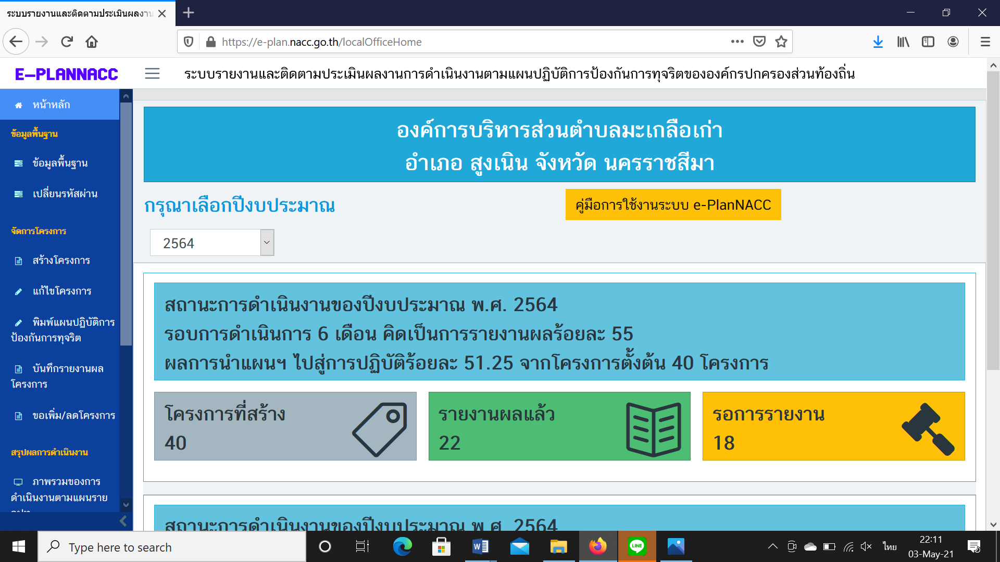 ระบบรายงานและติดตามประเมินผลงาน
https://e-plan.nacc.go.th/localOfficeHome
E-PLANNACC
ระบบรายงานและติดตามประเมินผลงานการดำเนินงานตามแผนปฏิบัติการป้องกันการทุจริตขององค์กรปกครองส่วนท้องถิ่น
หน้าหลัก
ข้อมูลพื้นฐาน
ข้อมูลพื้นฐาน
เปลี่ยนรหัสผ่าน
จัดการโครงการ
สร้างโครงการ
แก้ไขโครงการ
พิมพ์แผนปฏิบัติการ
ป้องกันการทุจริต
บันทึกรายงานผล
โครงการ
ขอเพิ่ม/ลดโครงการ
สรุปผลการดำเนินงาน
ภาพรวมของการ
ดำเนินงานตามแผนราย
องค์การบริหารส่วนตำบลมะเกลือเก่า
อำเภอ สูงเนิน จังหวัด นครราชสีมา
กรุณาเลือกปีงบประมาณ
คู่มือการใช้งานระบบ e-PlanNACC
2564
สถานะการดำเนินงานของปีงบประมาณ พ.ศ. 2564
รอบการดำเนินการ 6 เดือน คิดเป็นการรายงานผลร้อยละ 55
ผลการนำแผนฯ ไปสู่การปฏิบัติร้อยละ 51.25 จากโครงการตั้งต้น 40 โครงการ
โครงการที่สร้าง
40
รายงานผลแล้ว
22
รอการรายงาน
18
สถานะการดำเนินงานของปีงบประมาณ พ.ศ. 2564
Type here to search
W
LINE
ไทย
22:11
03-May-21